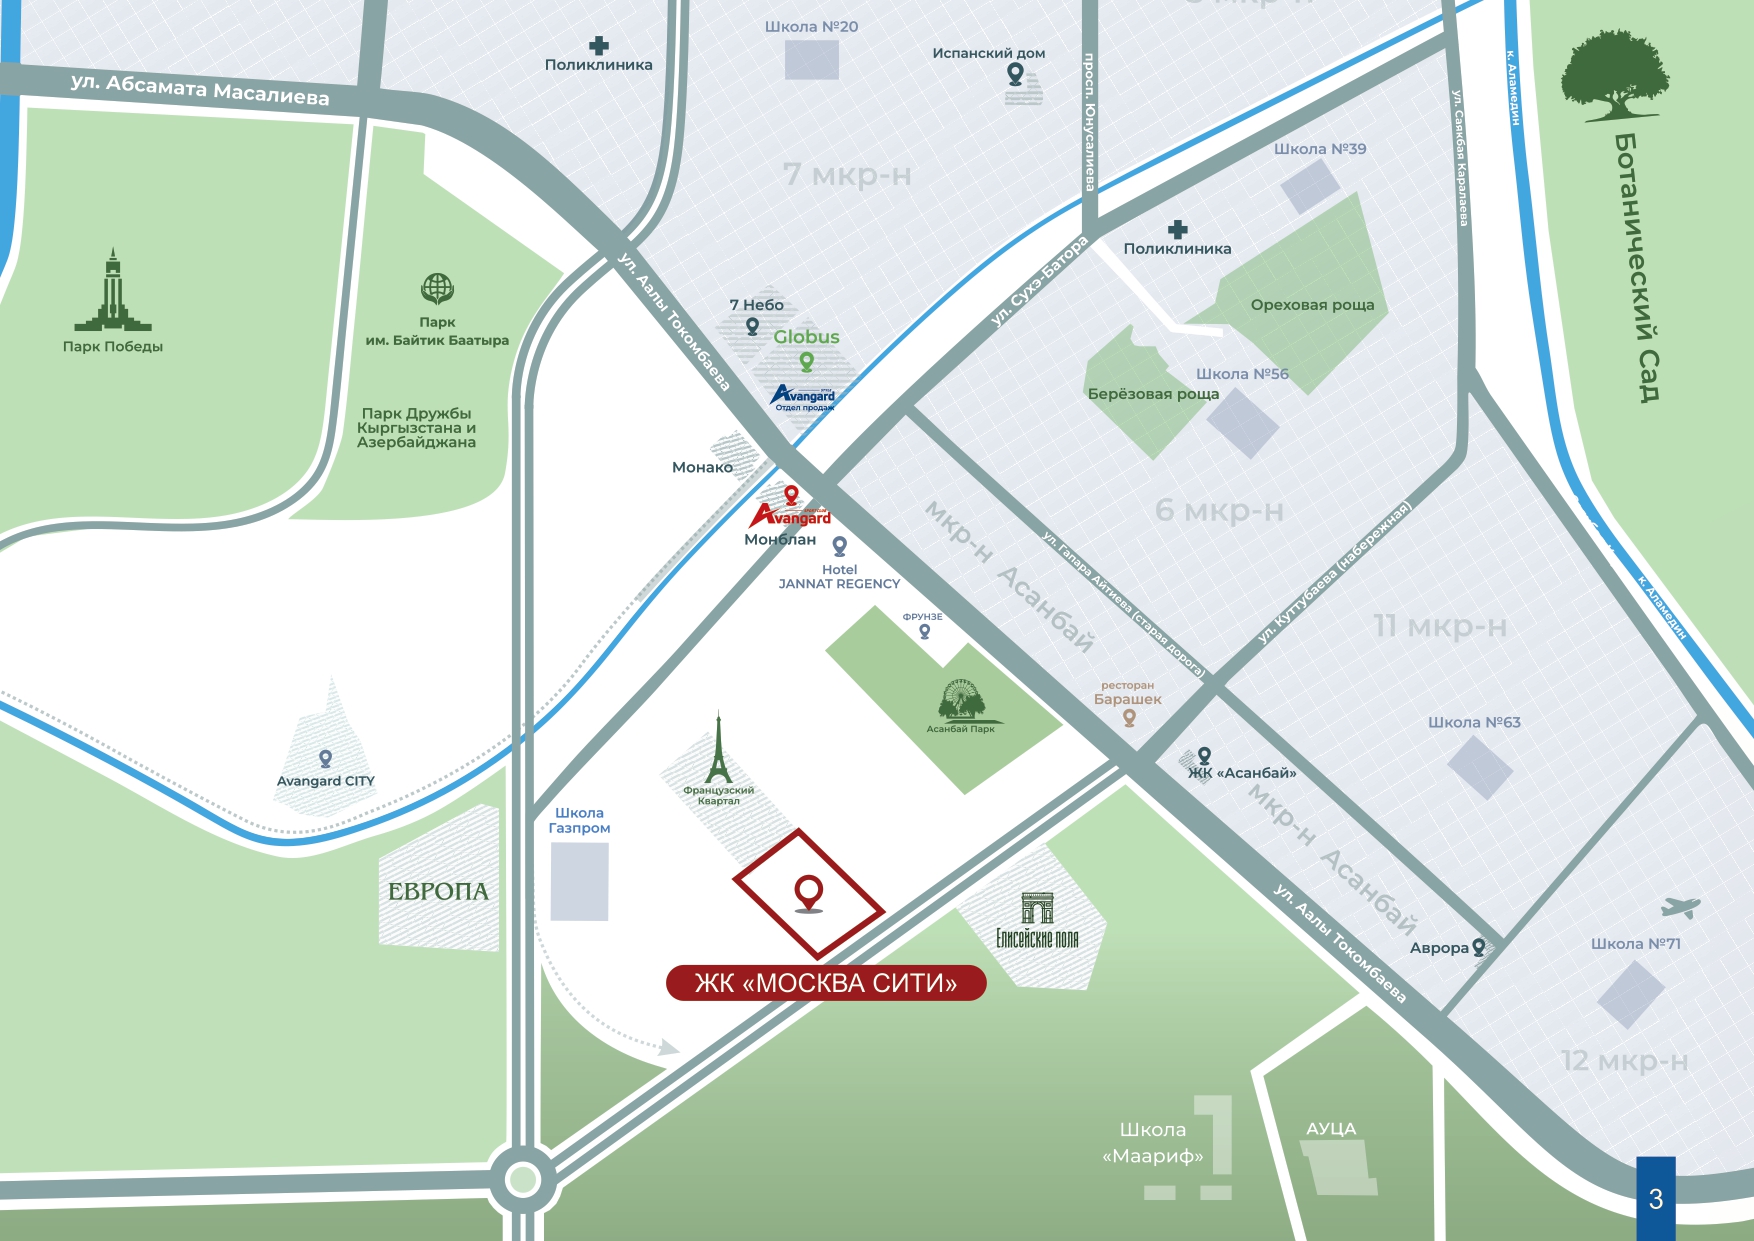 Школа №20
Поликлиника
Испанский дом
ул. Абсамата Масалиева
просп. Юнусалиева
к. Аламедин
ул. Саякбая Каралаева
Ботанический Сад
7 мкр-н
Школа №39
Поликлиника
Ореховая роща
ул. Сухэ-Батора
ул. Аалы Токомбаева
Парк Победы
Парк
им. Байтик Баатыра
7 Небо
Globus
Avangard
Отдел продаж
Парк Дружбы
Кыргызстана и
Азербайджана
Школа №56
Берёзовая роща
Монако
Avangard
Монблан
Hotel
JANNAT REGENCY
6 мкр-н
мкр-н Асанбай
ул. Гапара Айтиева (старая дорога)
ул. Куттубаева (набережная)
11 мкр-н
к. Аламедин
ФРУНЗЕ
ресторан
Барашек
Асанбай Парк
Школа №63
ЖК «Асанбай»
мкр-н Асанбай
Avangard CITY
Французский
Квартал
Школа
Газпром
ЕВРОПА
Елисейские поля
ул. Аалы Токомбаева
Аврора
Школа №71
ЖК «МОСКВА СИТИ»
12 мкр-н
Школа
«Маариф»
АУЦА
3